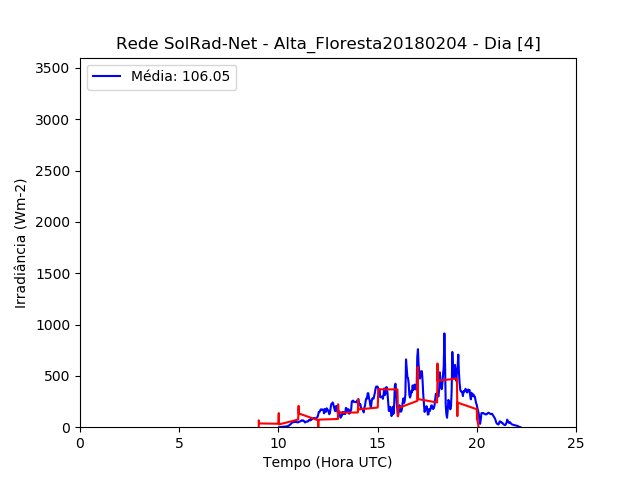 Rede SolRad-Net - Alta_Floresta20180204 - Dia [4]
Média: 106.05
3500
3000
2500
2000
1500
1000
500
0
Irradiância (Wm-2)
0 5 10 15 20 25
Tempo (Hora UTC)